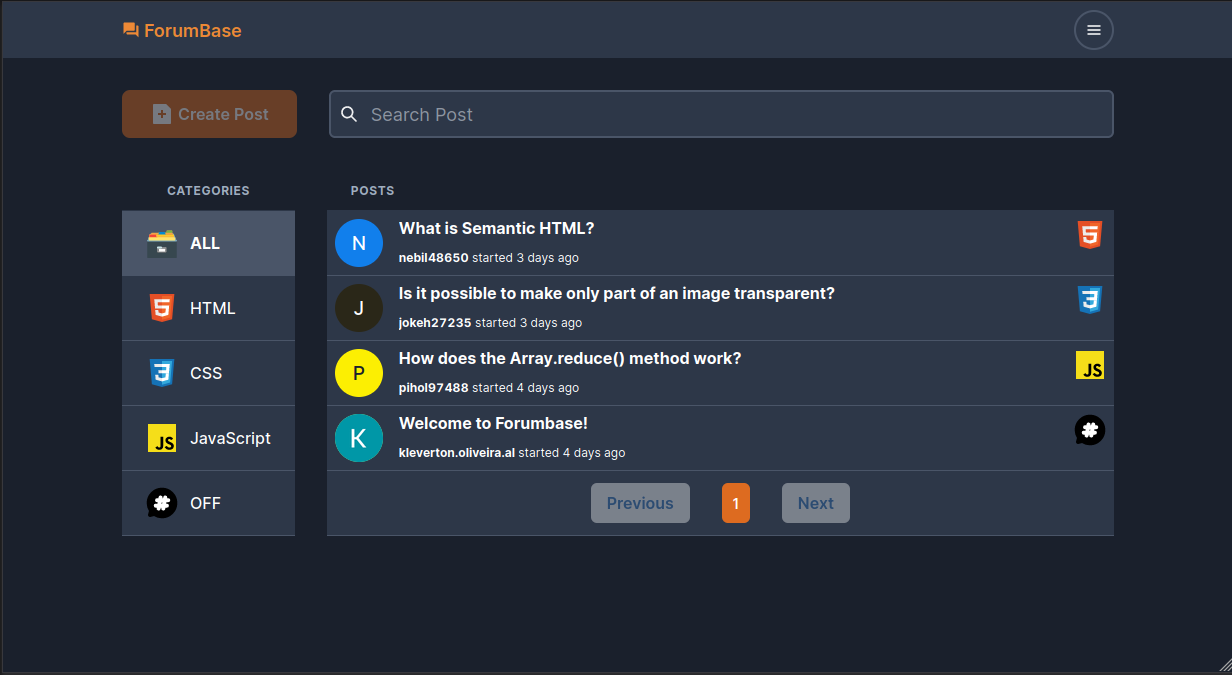 ForumBase
Create Post
Search Post
CATEGORIES
ALL
HTML
CSS
JS JavaScript
OFF
POSTS
N What is Semantic HTML?
nebil48650 started 3 days ago
J Is it possible to make only part of an image transparent?
jokeh27235 started 3 days ago
P How does the Array.reduce() method work?
pihol97488 started 4 days ago
JS
K Welcome to Forumbase!
kleverton.oliveira.al started 4 days ago
Previous 1 Next